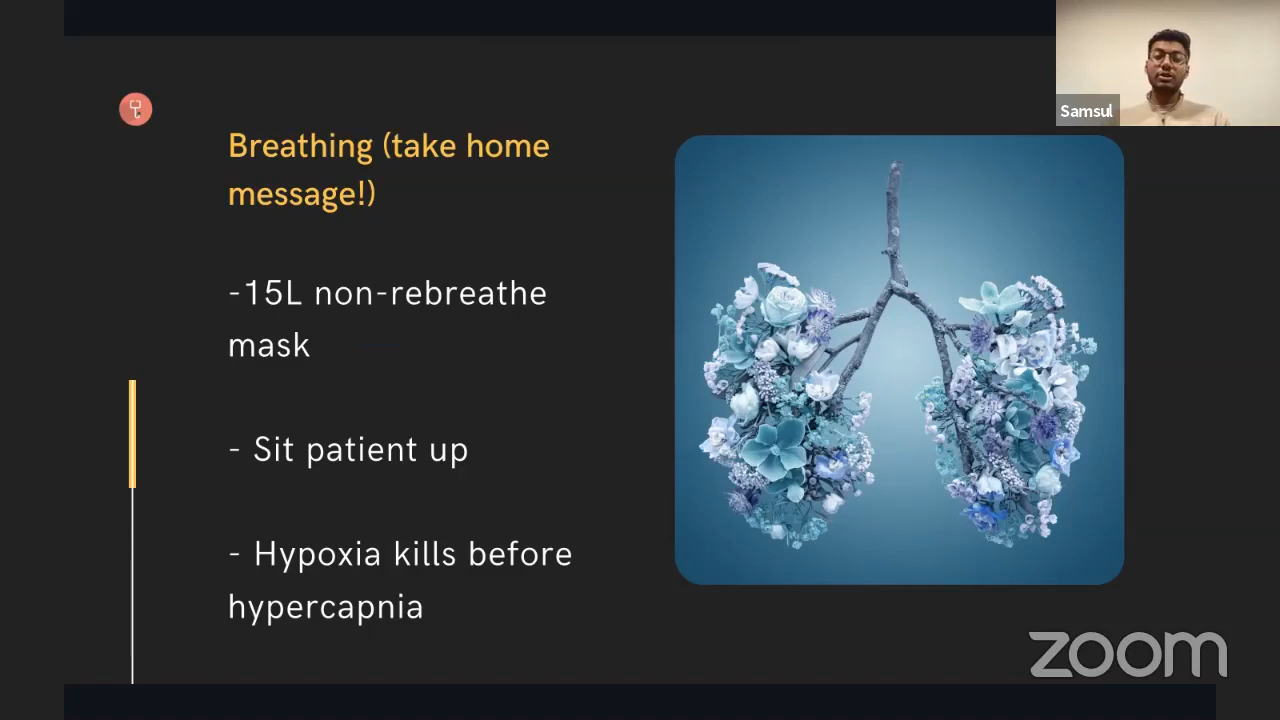 Samsul
Breathing (take home
message!)
-15L non-rebreathe
mask
- Sit patient up
- Hypoxia kills before
hypercapnia
zoom